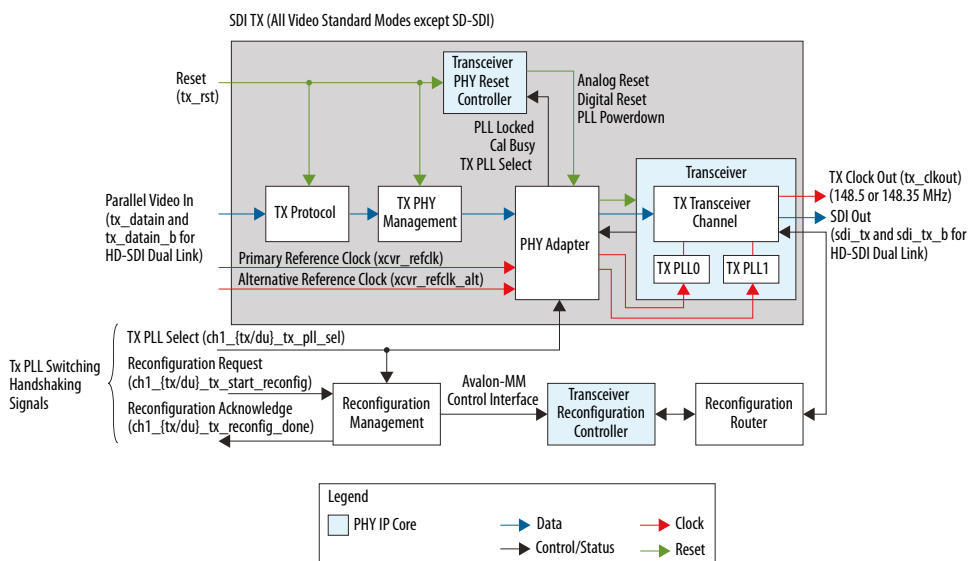 SDI TX (All Video Standard Modes except SD-SDI)
Reset
(tx_rst)
Transceiver
PHY Reset
Controller
Analog Reset
Digital Reset
PLL Powerdown
PLL Locked
Cal Busy
TX PLL Select
Parallel Video In
(tx_datain and
tx_datain_b for
HD-SDI Dual Link)
TX Protocol
TX PHY
Management
PHY Adapter
Transceiver
TX Transceiver
Channel
TX PLL0
TX PLL1
TX Clock Out (tx_clkout)
(148.5 or 148.35 MHz)
SDI Out
(sdi_tx and sdi_tx_b for
HD-SDI Dual Link)
Primary Reference Clock (xcvr_refclk)
Alternative Reference Clock (xcvr_refclk_alt)
Tx PLL Switching
Handshaking
Signals
TX PLL Select (ch1_{tx/du}_tx_pll_sel)
Reconfiguration Request
(ch1_{tx/du}_tx_start_reconfig)
Reconfiguration Acknowledge
(ch1_{tx/du}_tx_reconfig_done)
Reconfiguration
Management
Avalon-MM
Control Interface
Transceiver
Reconfiguration
Controller
Reconfiguration
Router
Legend
PHY IP Core
Data
Clock
Control/Status
Reset